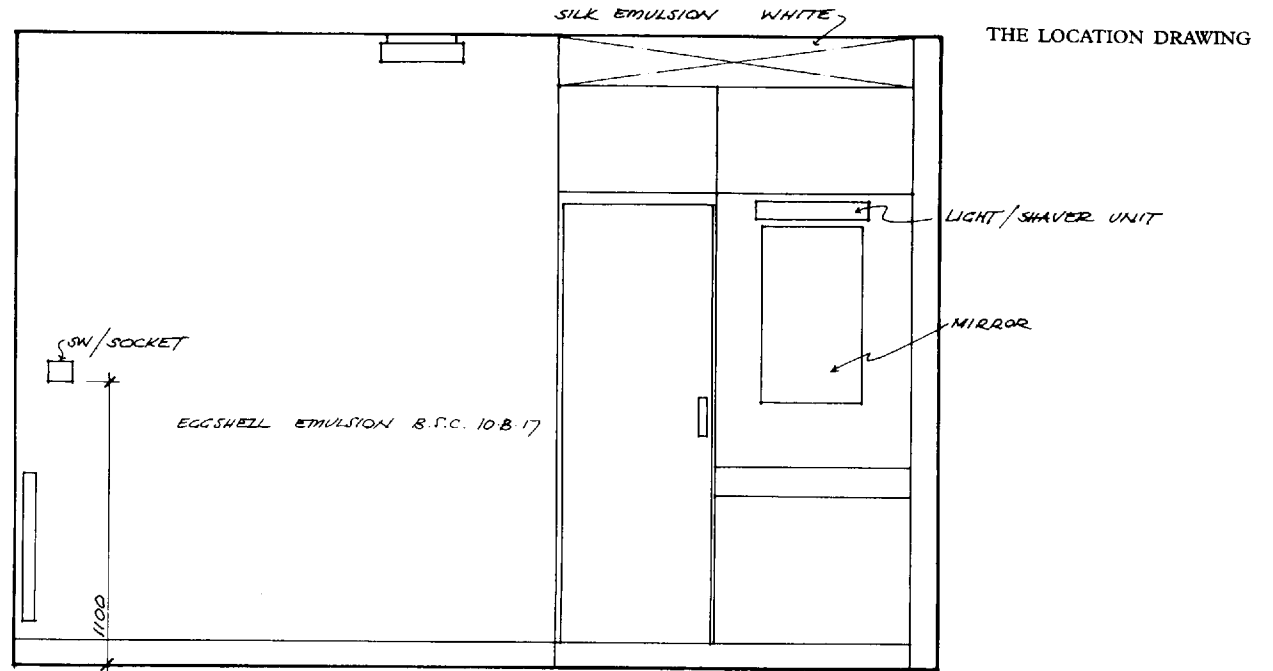 SILK EMULSION WHITE
THE LOCATION DRAWING
LIGHT/SHAVER UNIT
MIRROR
SW/SOCKET
EGGSHELL EMULSION B.S.C. 10·B·17
1100